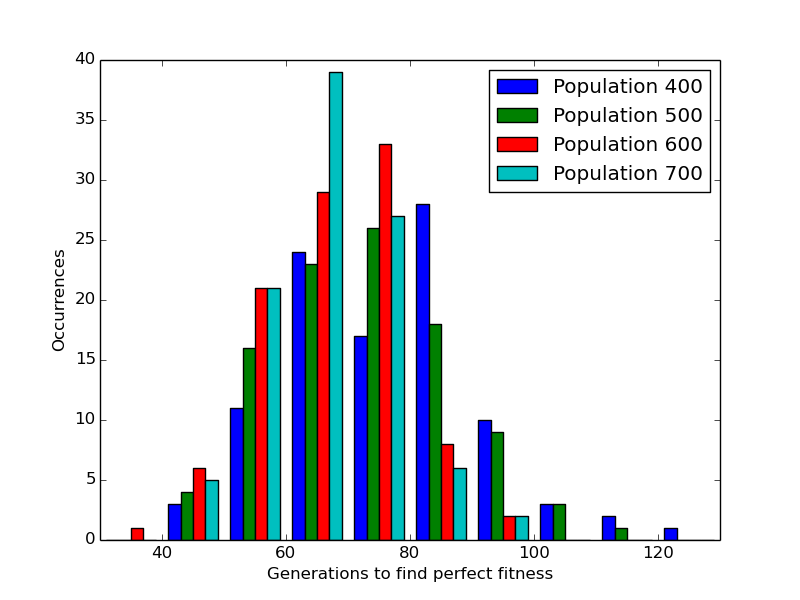 40
35
30
25
20
15
10
5
0
Occurrences
Population 400
Population 500
Population 600
Population 700
40 60 80 100 120
Generations to find perfect fitness